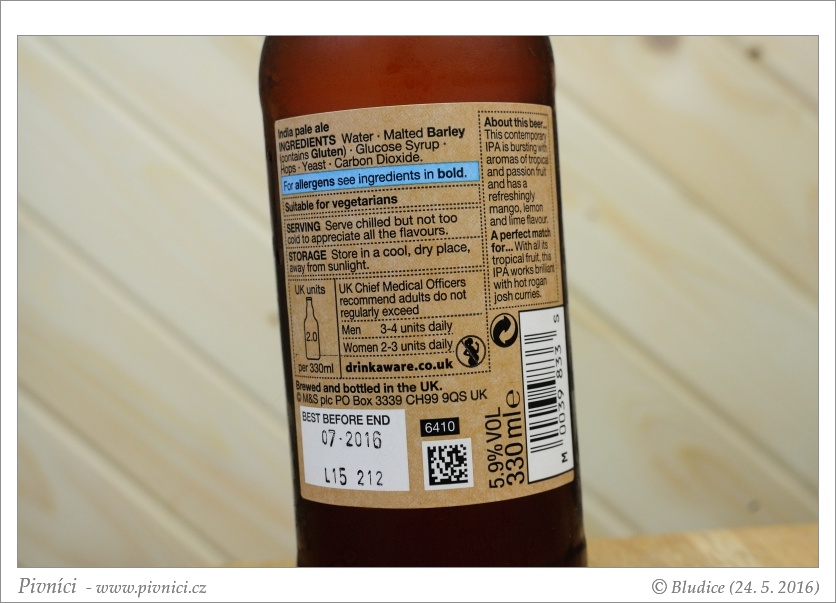 India pale ale
INGREDIENTS Water · Malted Barley
(contains Gluten) · Glucose Syrup ·
Hops · Yeast · Carbon Dioxide.
For allergens see ingredients in bold.
Suitable for vegetarians
SERVING Serve chilled but not too
cold to appreciate all the flavours.
STORAGE Store in a cool, dry place,
away from sunlight.
UK units
2.0
per 330ml
UK Chief Medical Officers
recommend adults do not
regularly exceed
Men 3-4 units daily
Women 2-3 units daily
drinkaware.co.uk
Brewed and bottled in the UK.
© M&S plc PO Box 3339 CH99 9QS UK
BEST BEFORE END
07-2016
L15 212
6410
About this beer...
This contemporary
IPA is bursting with
aromas of tropical
and passion fruit
and has a
refreshingly
mango, lemon
and lime flavour.
A perfect match
for... With all its
tropical fruit, this
IPA works brilliant
with hot rogan
josh curries.
5.9% VOL
330ml e
M 0039 833 5
Pivníci - www.pivnici.cz
© Bludice (24. 5. 2016)